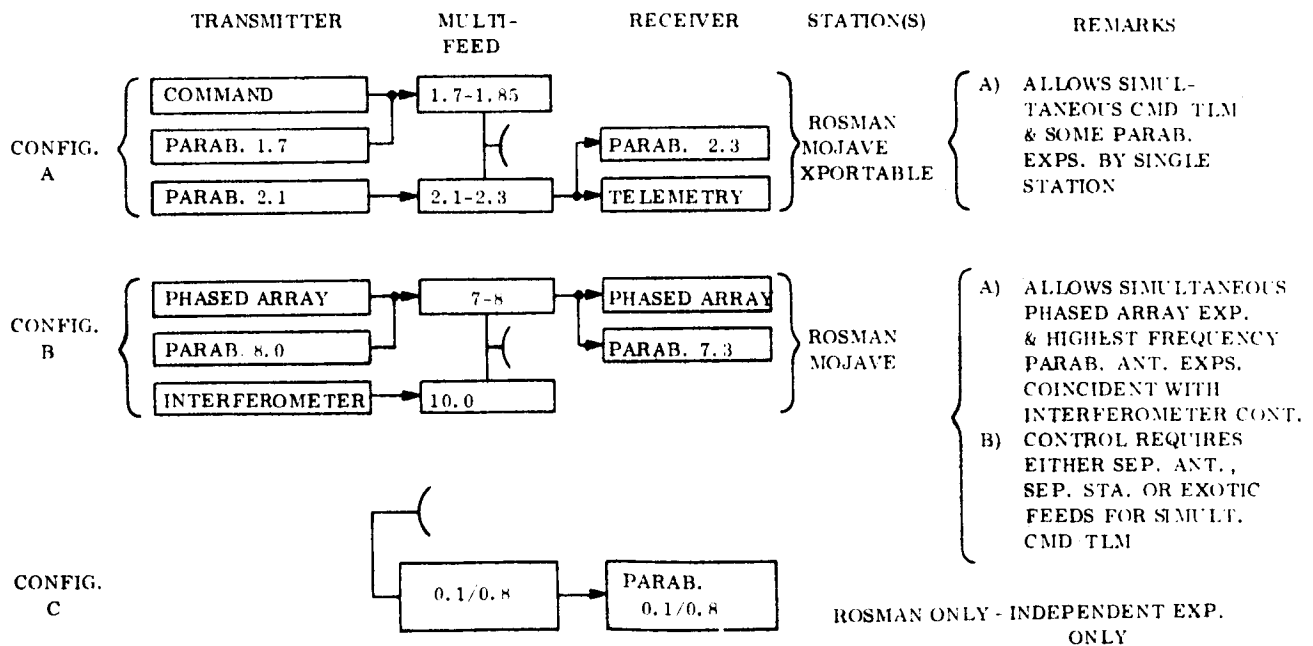 TRANSMITTER MULTI- RECEIVER STATION(S) REMARKS
FEED
CONFIG.
A
COMMAND
PARAB. 1.7
PARAB. 2.1
1.7-1.85
2.1-2.3
PARAB. 2.3
TELEMETRY
ROSMAN
MOJAVE
XPORTABLE
A) ALLOWS SIMUL-
TANEOUS CMD TLM
& SOME PARAB.
EXPS. BY SINGLE
STATION
CONFIG.
B
PHASED ARRAY
PARAB. 8.0
INTERFEROMETER
7-8
10.0
PHASED ARRAY
PARAB. 7.3
ROSMAN
MOJAVE
A) ALLOWS SIMULTANEOUS
PHASED ARRAY EXP.
& HIGHEST FREQUENCY
PARAB. ANT. EXPS.
COINCIDENT WITH
INTERFEROMETER CONT.
B) CONTROL REQUIRES
EITHER SEP. ANT.,
SEP. STA. OR EXOTIC
FEEDS FOR SIMULT.
CMD TLM
CONFIG.
C
0.1/0.8
PARAB.
0.1/0.8
ROSMAN ONLY - INDEPENDENT EXP.
ONLY